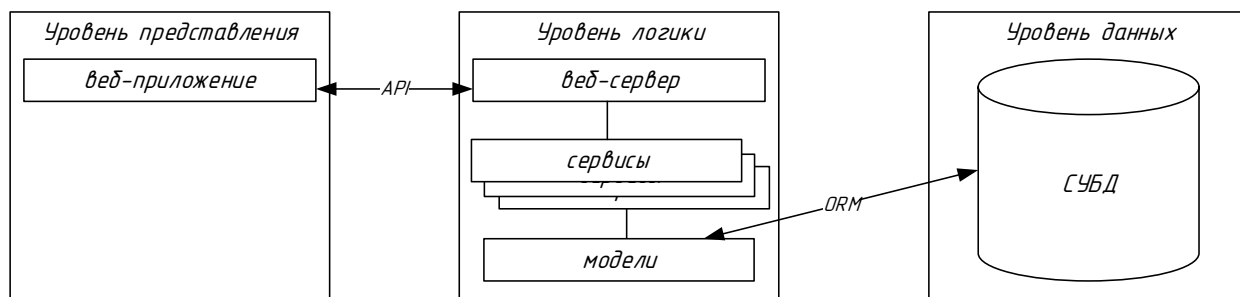 Уровень представления
веб-приложение
API
Уровень логики
веб-сервер
сервисы
модели
ORM
Уровень данных
СУБД